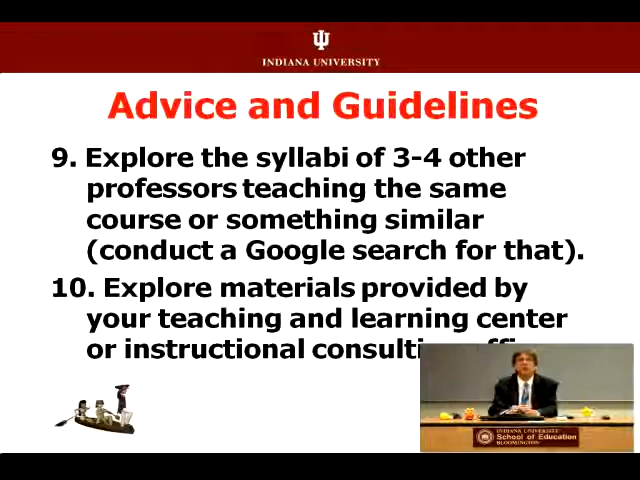 INDIANA UNIVERSITY
Advice and Guidelines
9. Explore the syllabi of 3-4 other
professors teaching the same
course or something similar
(conduct a Google search for that).
10. Explore materials provided by
your teaching and learning center
or instructional
INDIANA UNIVERSITY
School of Education
BLOOMINGTON